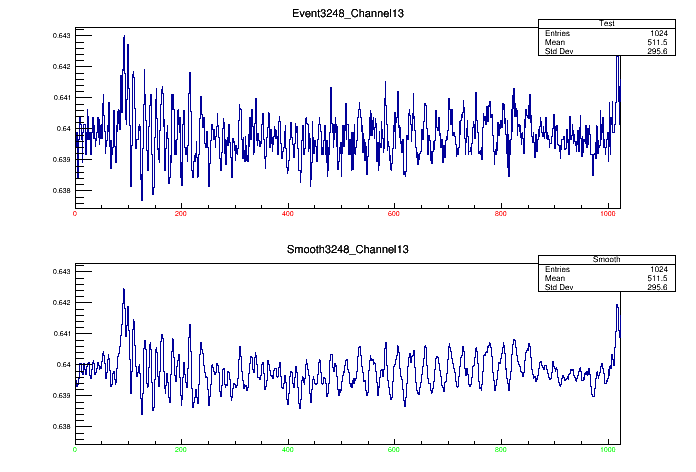 Event3248_Channel13
Test
Entries 1024
Mean 511.5
Std Dev 295.6
0.643
0.642
0.641
0.64
0.639
0.638
0 200 400 600 800 1000
Smooth3248_Channel13
Smooth
Entries 1024
Mean 511.5
Std Dev 295.6
0.643
0.642
0.641
0.64
0.639
0.638
0 200 400 600 800 1000